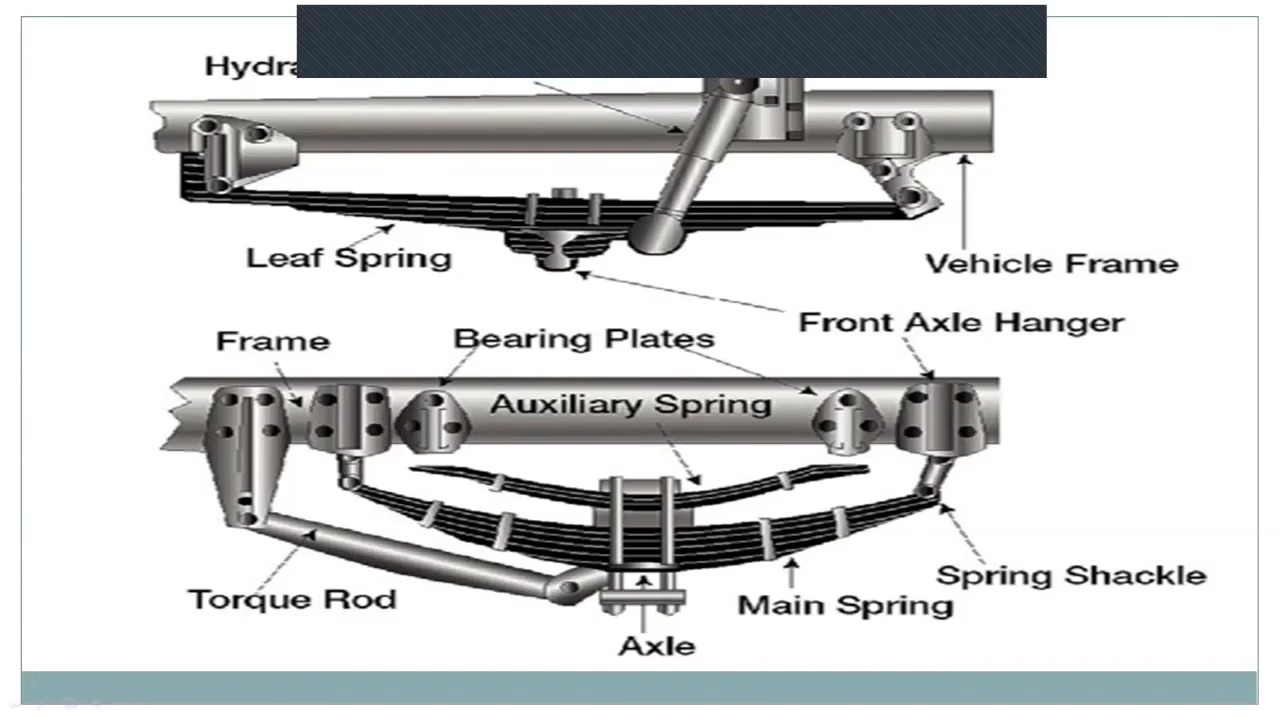 Leaf Spring
Vehicle Frame
Front Axle Hanger
Frame
Bearing Plates
Auxiliary Spring
Torque Rod
Spring Shackle
Main Spring
Axle